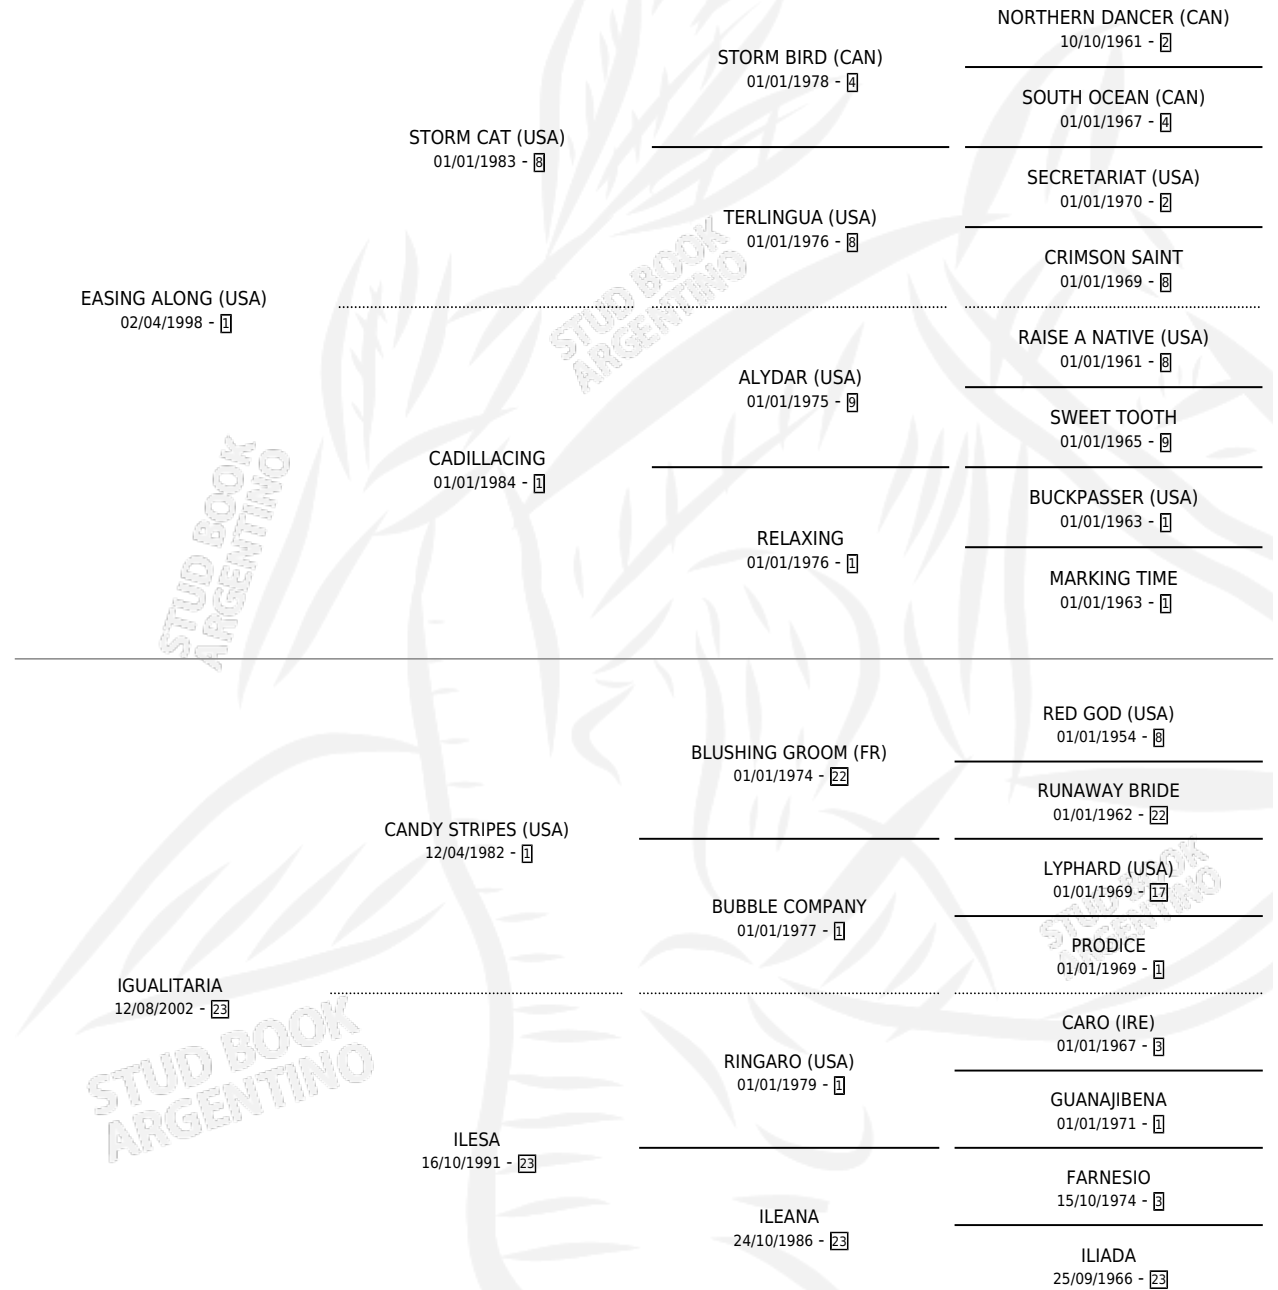 NORTHERN DANCER (CAN)
10/10/1961 - 2
STORM BIRD (CAN)
01/01/1978 - 4
SOUTH OCEAN (CAN)
01/01/1967 - 4
STORM CAT (USA)
01/01/1983 - 8
SECRETARIAT (USA)
01/01/1970 - 2
TERLINGUA (USA)
01/01/1976 - 8
CRIMSON SAINT
01/01/1969 - 8
EASING ALONG (USA)
02/04/1998 - 1
RAISE A NATIVE (USA)
01/01/1961 - 8
ALYDAR (USA)
01/01/1975 - 9
SWEET TOOTH
01/01/1965 - 9
CADILLACING
01/01/1984 - 1
BUCKPASSER (USA)
01/01/1963 - 1
RELAXING
01/01/1976 - 1
MARKING TIME
01/01/1963 - 1
RED GOD (USA)
01/01/1954 - 8
BLUSHING GROOM (FR)
01/01/1974 - 22
RUNAWAY BRIDE
01/01/1962 - 22
CANDY STRIPES (USA)
12/04/1982 - 1
LYPHARD (USA)
01/01/1969 - 17
BUBBLE COMPANY
01/01/1977 - 1
PRODICE
01/01/1969 - 1
IGUALITARIA
12/08/2002 - 23
CARO (IRE)
01/01/1967 - 3
RINGARO (USA)
01/01/1979 - 1
GUANAJIBENA
01/01/1971 - 1
ILESA
16/10/1991 - 23
FARNESIO
15/10/1974 - 3
ILEANA
24/10/1986 - 23
ILIADA
25/09/1966 - 23
STUD BOOK
ARGENTINO
STUD BOOK
ARGENTINO
STUD BOOK
ARGENTINO
STUD BOOK
ARGENTINO